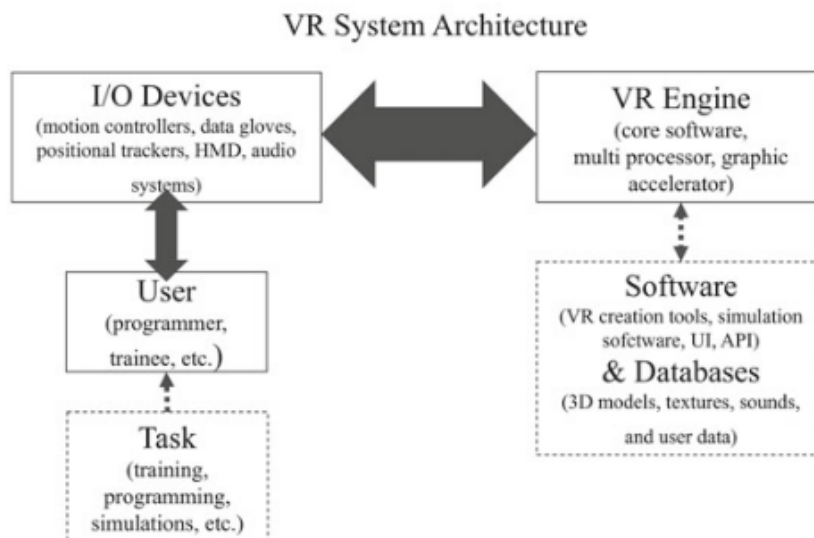 VR System Architecture
I/O Devices
(motion controllers, data gloves,
positional trackers, HMD, audio
systems)
VR Engine
(core software,
multi processor, graphic
accelerator)
User
(programmer,
trainee, etc.)
Software
(VR creation tools, simulation
sofctware, UI, API)
& Databases
(3D models, textures, sounds,
and user data)
Task
(training,
programming,
simulations, etc.)